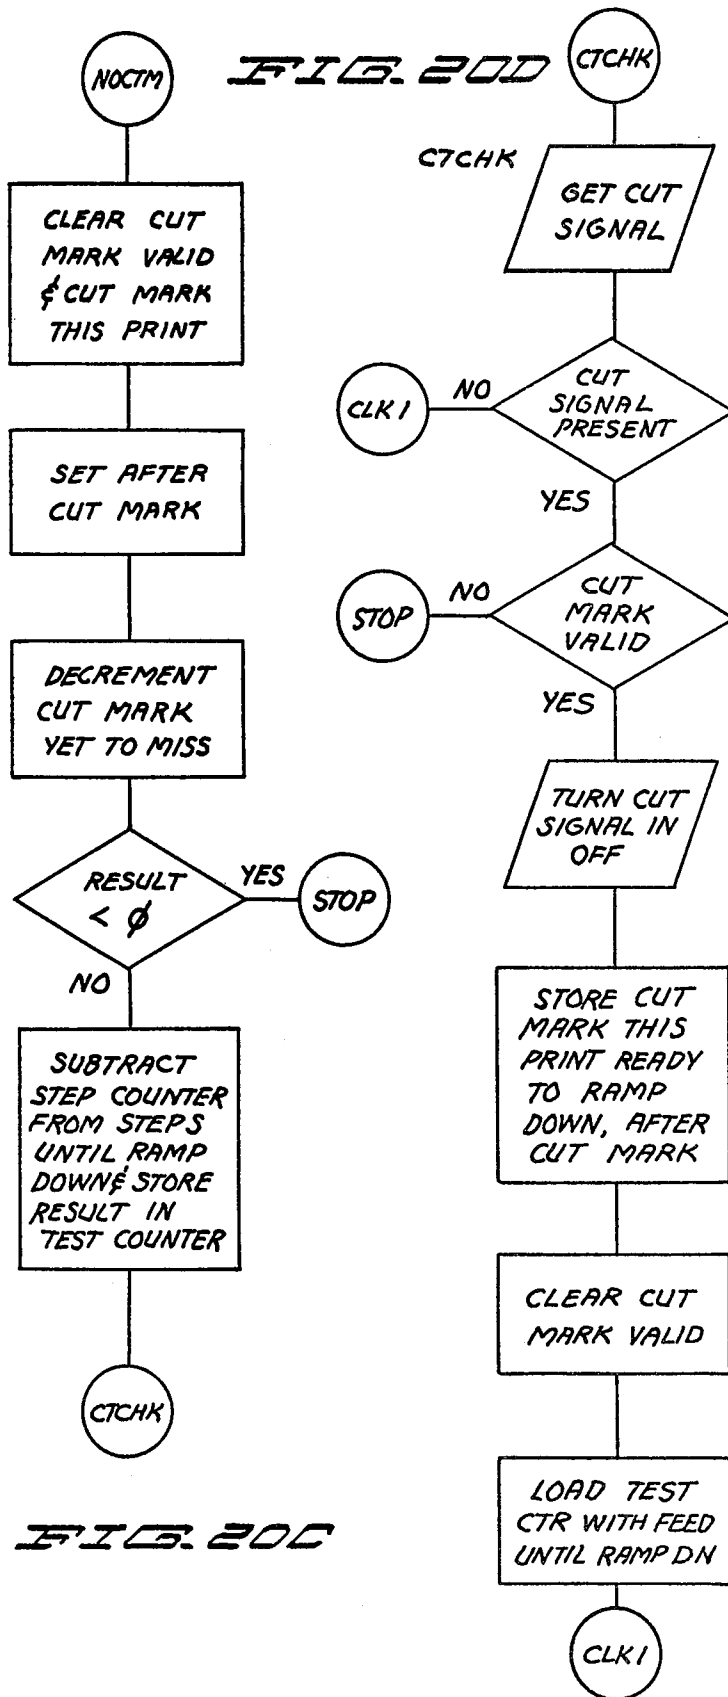 NOCTM
CLEAR CUT
MARK VALID
& CUT MARK
THIS PRINT
SET AFTER
CUT MARK
DECREMENT
CUT MARK
YET TO MISS
RESULT
< ϕ
YES
STOP
NO
SUBTRACT
STEP COUNTER
FROM STEPS
UNTIL RAMP
DOWN & STORE
RESULT IN
TEST COUNTER
CTCHK
FIG. 20C
FIG. 20D
CTCHK
CTCHK
GET CUT
SIGNAL
CUT
SIGNAL
PRESENT
NO
CLK1
YES
CUT
MARK
VALID
NO
STOP
YES
TURN CUT
SIGNAL IN
OFF
STORE CUT
MARK THIS
PRINT READY
TO RAMP
DOWN, AFTER
CUT MARK
CLEAR CUT
MARK VALID
LOAD TEST
CTR WITH FEED
UNTIL RAMP DN
CLK1